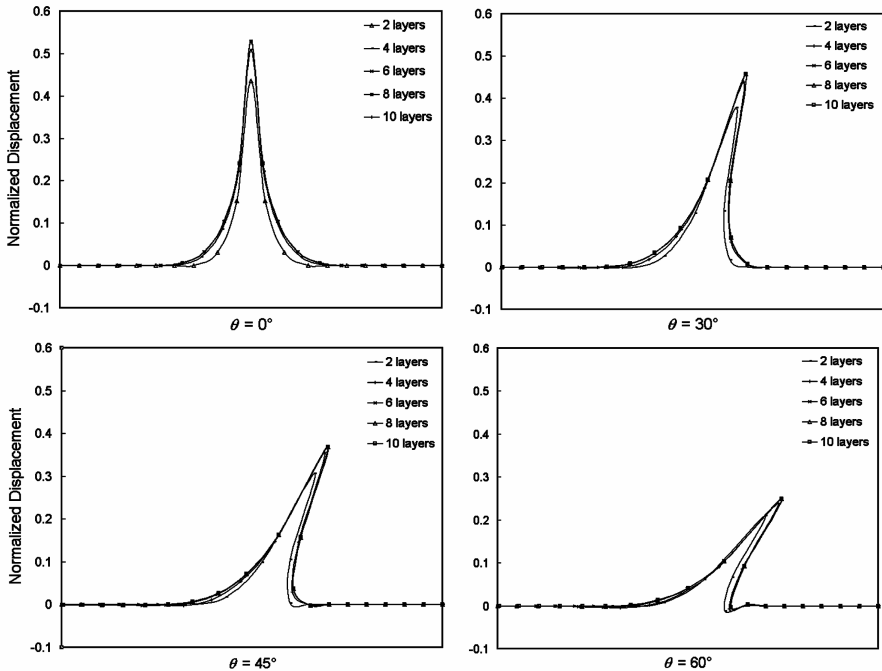 Normalized Displacement
0.6
0.5
0.4
0.3
0.2
0.1
0
-0.1
2 layers
4 layers
6 layers
8 layers
10 layers
θ = 0°
0.6
0.5
0.4
0.3
0.2
0.1
0
-0.1
2 layers
4 layers
6 layers
8 layers
10 layers
θ = 30°
Normalized Displacement
0.6
0.5
0.4
0.3
0.2
0.1
0
-0.1
2 layers
4 layers
6 layers
8 layers
10 layers
θ = 45°
0.6
0.5
0.4
0.3
0.2
0.1
0
-0.1
2 layers
4 layers
6 layers
8 layers
10 layers
θ = 60°